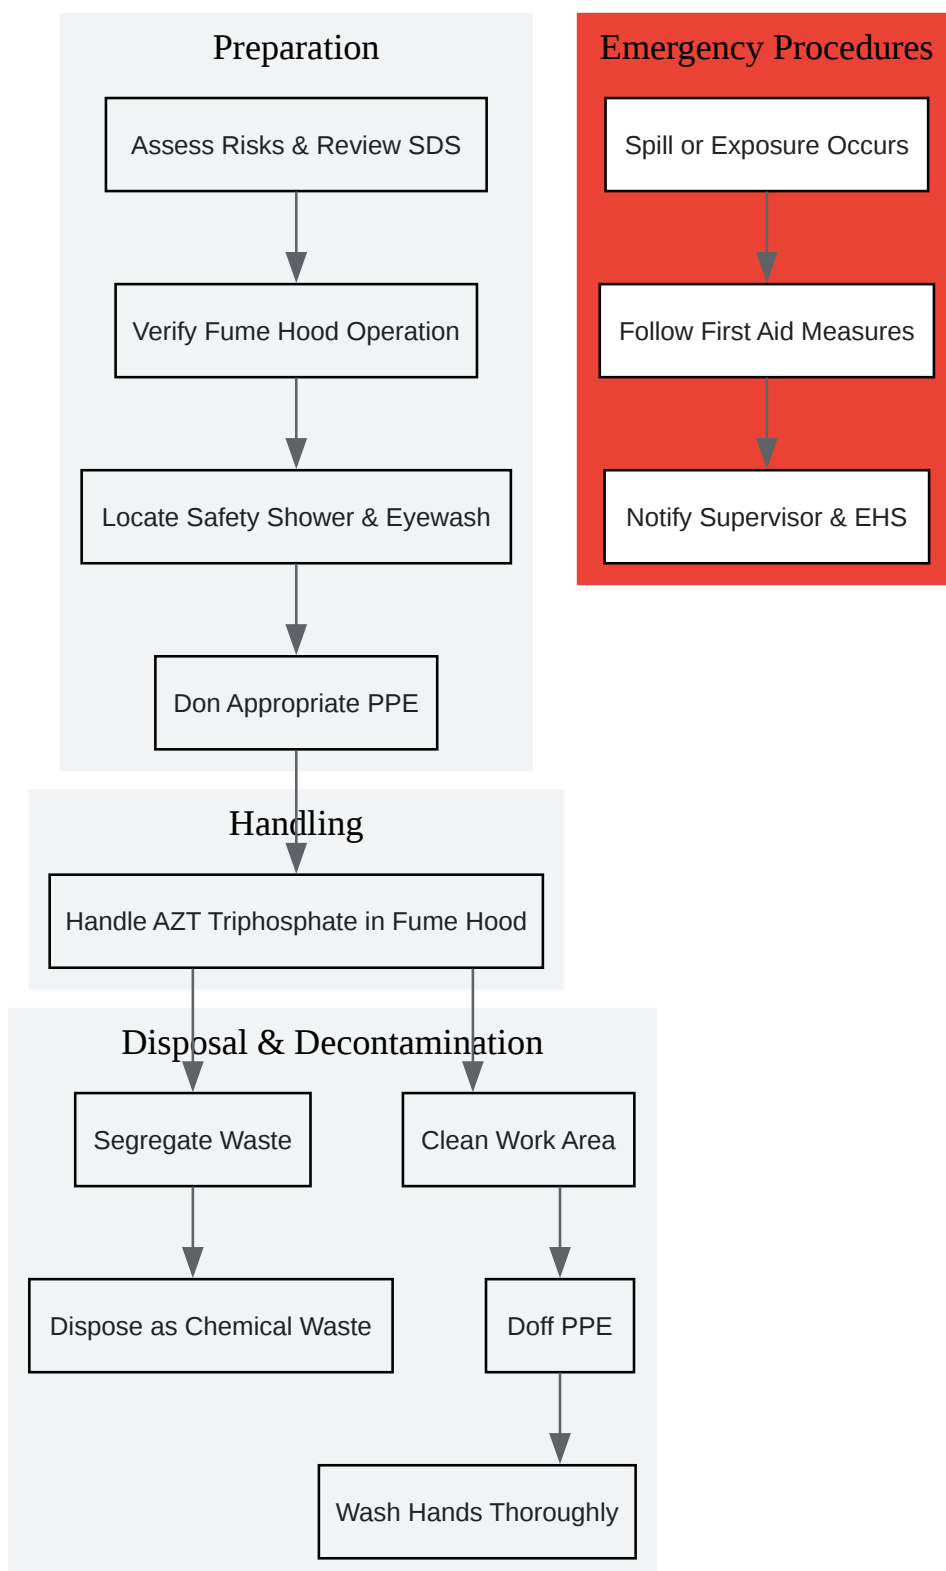 Preparation
Assess Risks & Review SDS
Verify Fume Hood Operation
Locate Safety Shower & Eyewash
Don Appropriate PPE
Emergency Procedures
Spill or Exposure Occurs
Follow First Aid Measures
Notify Supervisor & EHS
Handling
Handle AZT Triphosphate in Fume Hood
Disposal & Decontamination
Segregate Waste
Dispose as Chemical Waste
Clean Work Area
Doff PPE
Wash Hands Thoroughly